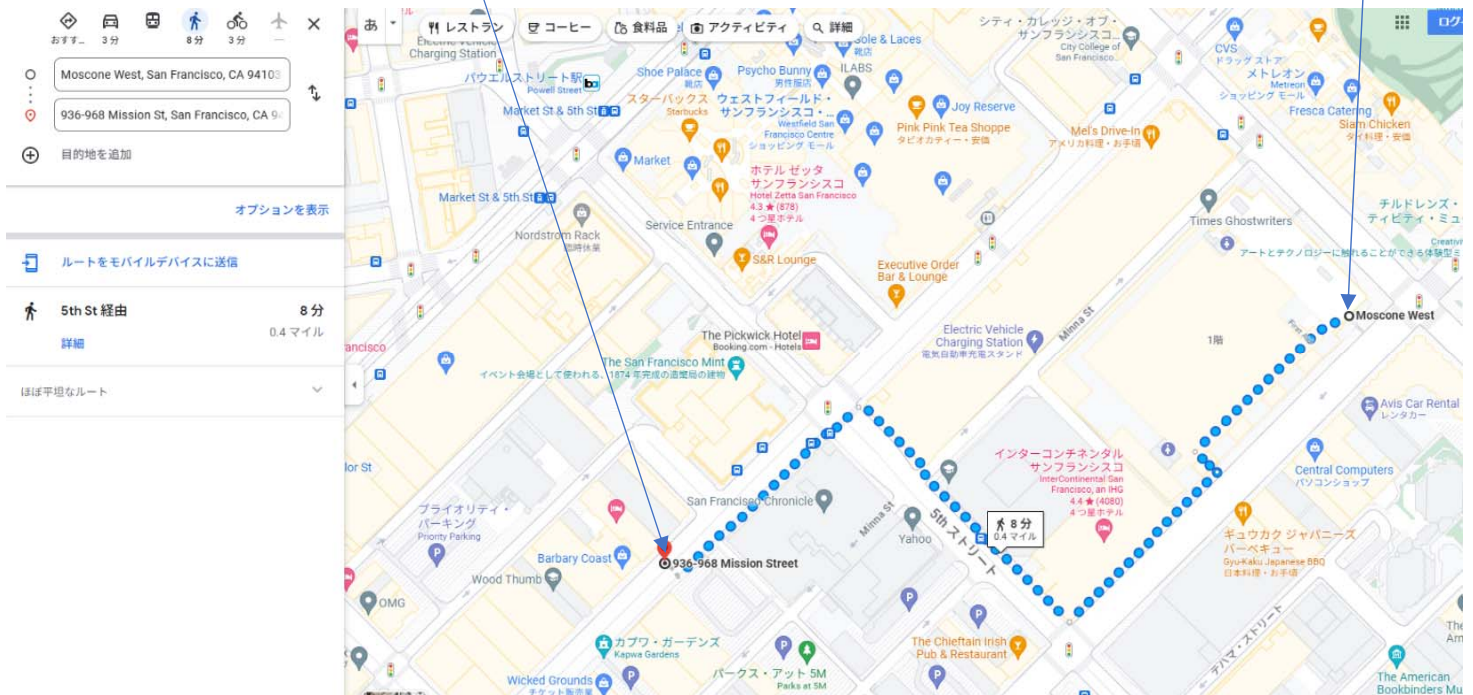 おすす…
3 分
8 分
3 分
—
Moscone West, San Francisco, CA 94103
936-968 Mission St, San Francisco, CA
目的地を追加
オプションを表示
ルートをモバイルデバイスに送信
5th St 経由
8 分
0.4 マイル
詳細
ほぼ平坦なルート
あ
レストラン
コーヒー
食料品
アクティビティ
詳細
Electric Vehicle
Charging Station
パウエルストリート駅
Powell Street
Market St & 5th St
Shoe Palace
靴店
Psycho Bunny
男性服店
Sole & Laces
靴店
ILABS
シティ・カレッジ・オブ・
サンフランシスコ…
City College of
San Francisco…
CVS
ドラッグ ストア
メトレオン
Metreon
ショッピング モール
Fresca Catering
Siam Chicken
タイ料理・安価
スターバックス
Starbucks
ウェストフィールド・
サンフランシスコ・…
Westfield San
Francisco Centre
ショッピング モール
Joy Reserve
Pink Pink Tea Shoppe
タピオカティー・安価
Mel's Drive-In
アメリカ料理・お手頃
Market
ホテル ゼッタ
サンフランシスコ
Hotel Zetta San Francisco
4.3 ★ (878)
4 つ星ホテル
Market St & 5th St
Nordstrom Rack
臨時休業
Service Entrance
S&R Lounge
Executive Order
Bar & Lounge
Times Ghostwriters
チルドレンズ・
アートとテクノロジーに触れることができる体験型ミ
The Pickwick Hotel
Booking.com - Hotels
Electric Vehicle
Charging Station
電気自動車充電スタンド
Minna St
1階
Moscone West
The San Francisco Mint
イベント会場として使われる、1874 年完成の造幣局の建物
Avis Car Rental
レンタカー
インターコンチネンタル
サンフランシスコ
InterContinental San
Francisco, an IHG
4.4 ★ (4080)
4 つ星ホテル
Central Computers
パソコンショップ
プライオリティ・
パーキング
Priority Parking
San Francisco Chronicle
Minna St
Yahoo
5th ストリート
8 分
0.4 マイル
ギュウカク ジャパニーズ
バーベキュー
Gyu-Kaku Japanese BBQ
日本料理・お手頃
Barbary Coast
936-968 Mission Street
Wood Thumb
OMG
カプワ・ガーデンズ
Kapwa Gardens
パークス・アット 5M
Parks at 5M
The Chieftain Irish
Pub & Restaurant
テハマ・ストリート
Wicked Grounds
The American